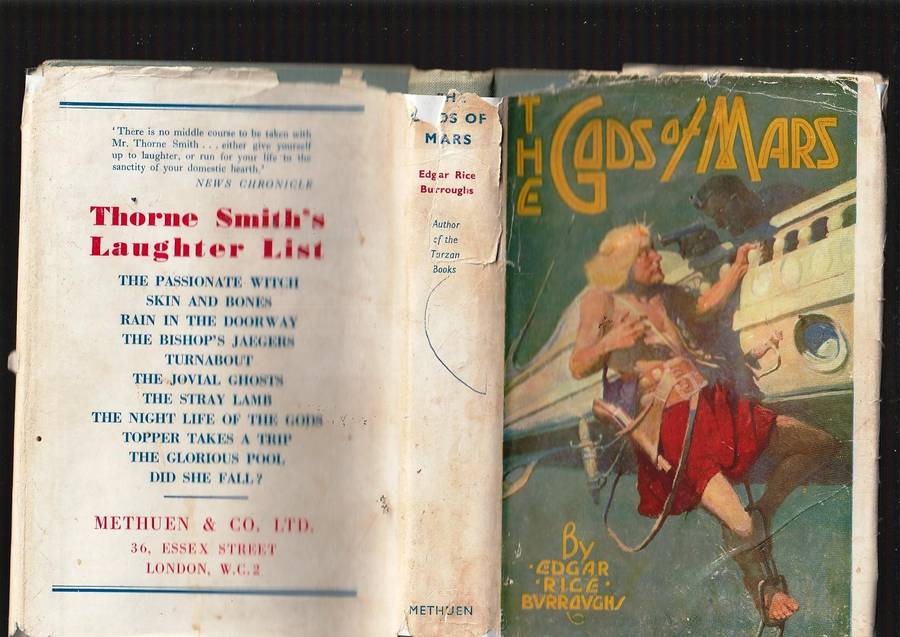 'There is no middle course to be taken with
Mr. Thorne Smith . . . either give yourself
up to laughter, or run for your life to the
sanctity of your domestic hearth.'
NEWS CHRONICLE
Thorne Smith's
Laughter List
THE PASSIONATE WITCH
SKIN AND BONES
RAIN IN THE DOORWAY
THE BISHOP'S JAEGERS
TURNABOUT
THE JOVIAL GHOSTS
THE STRAY LAMB
THE NIGHT LIFE OF THE GODS
TOPPER TAKES A TRIP
THE GLORIOUS POOL
DID SHE FALL?
METHUEN & CO. LTD.
36, ESSEX STREET
LONDON, W.C.2
OF
MARS
Edgar Rice
Burroughs
Author
of the
Tarzan
Books
METHUEN
THE
GODS of MARS
By
·EDGAR
·RICE·
BURROUGHS